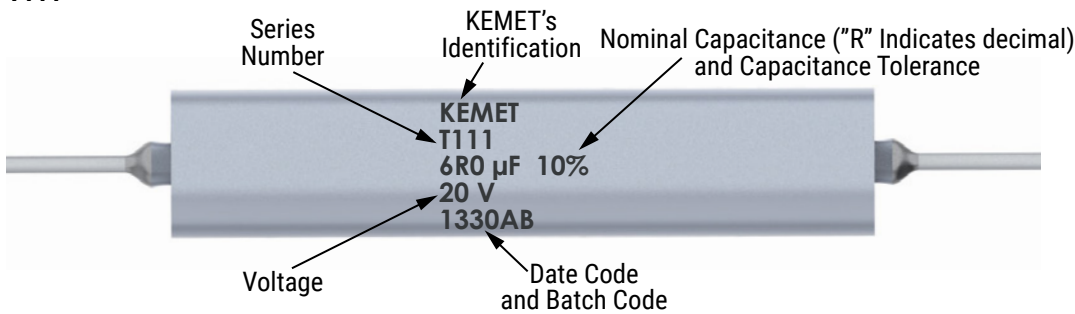 Series
Number
KEMET's
Identification
Nominal Capacitance ("R" Indicates decimal)
and Capacitance Tolerance
KEMET
T111
6R0 µF 10%
20 V
1330AB
Voltage
Date Code
and Batch Code